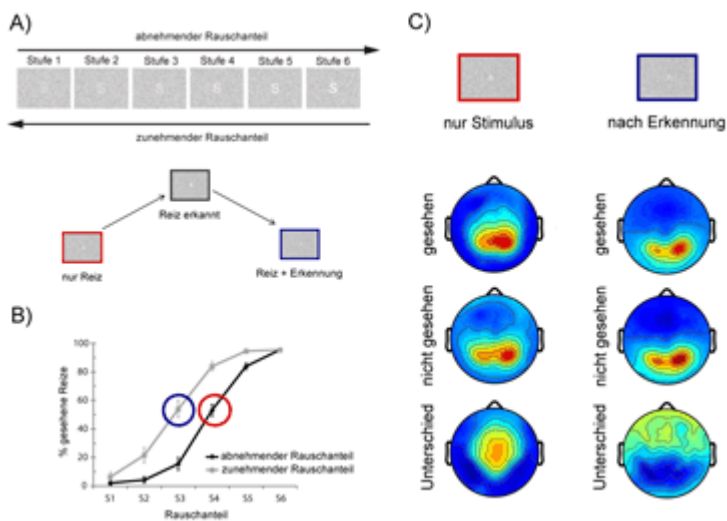 A)
abnehmender Rauschanteil
Stufe 1 Stufe 2 Stufe 3 Stufe 4 Stufe 5 Stufe 6
S S S S S S
zunehmender Rauschanteil
Reiz erkannt
nur Reiz
Reiz + Erkennung
B)
% gesehene Reize
100
80
60
40
20
0
abnehmender Rauschanteil
zunehmender Rauschanteil
S1 S2 S3 S4 S5 S6
Rauschanteil
C)
nur Stimulus
nach Erkennung
gesehen
gesehen
nicht gesehen
nicht gesehen
Unterschied
Unterschied